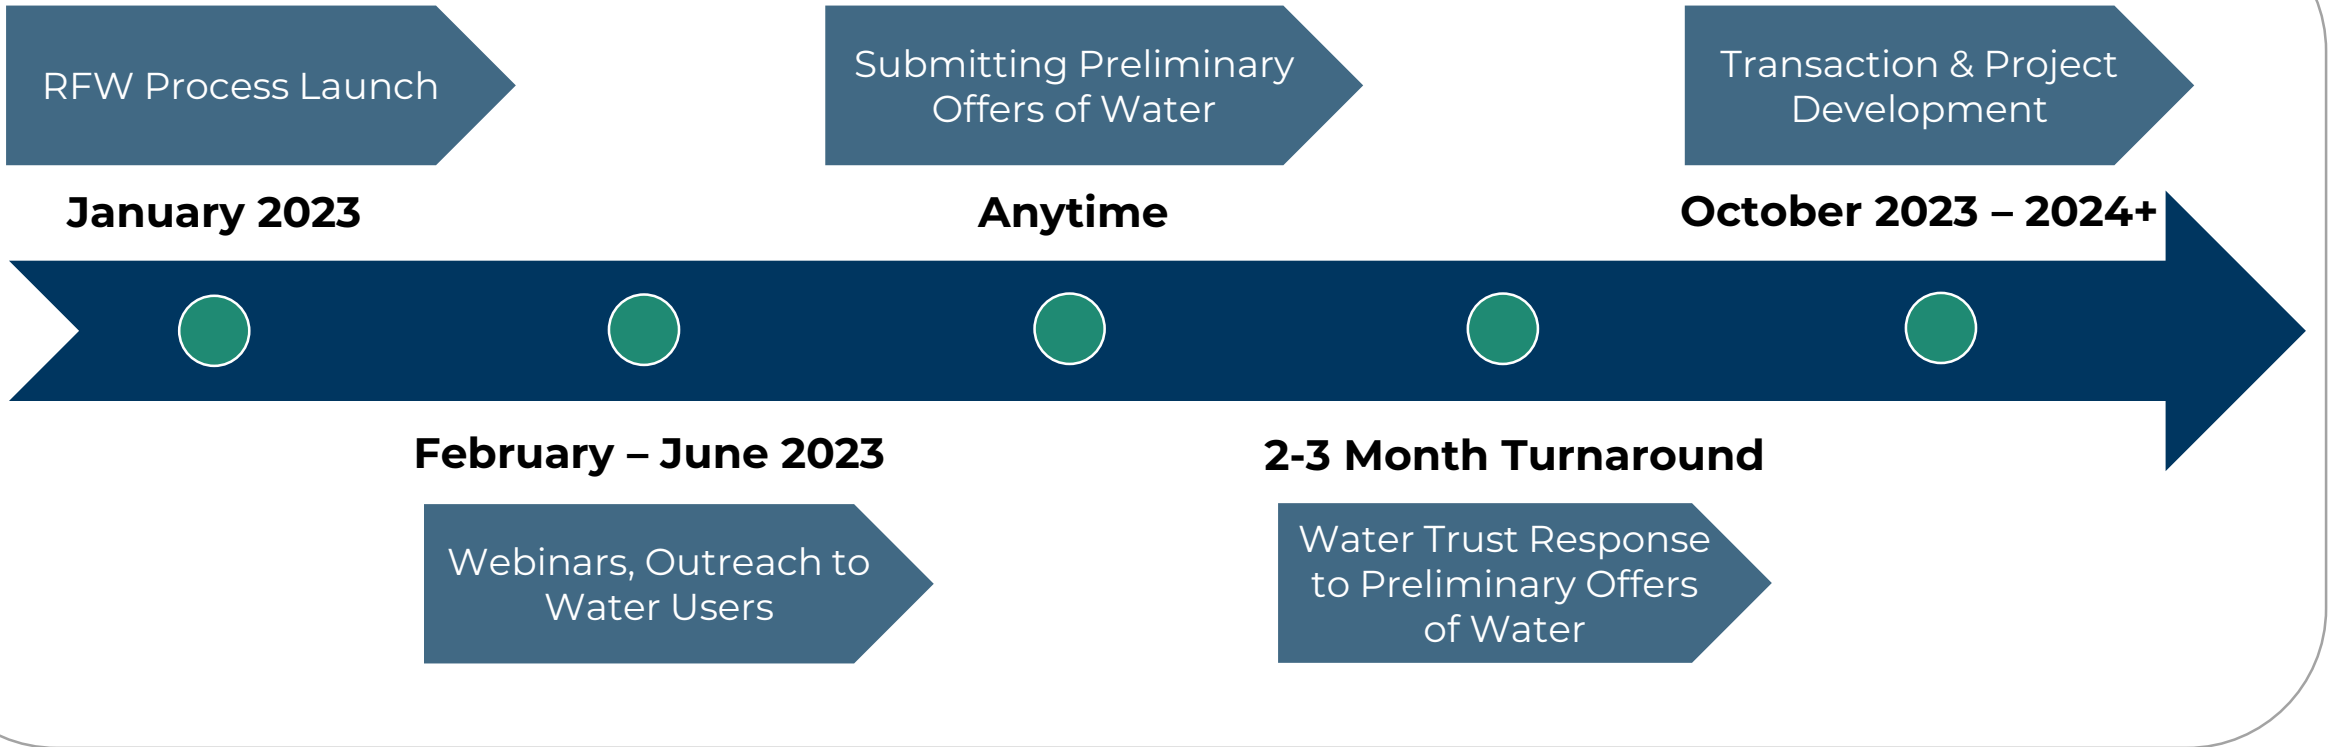 RFW Process Launch
January 2023
February – June 2023
Webinars, Outreach to
Water Users
Submitting Preliminary
Offers of Water
Anytime
2-3 Month Turnaround
Water Trust Response
to Preliminary Offers
of Water
Transaction & Project
Development
October 2023 – 2024+